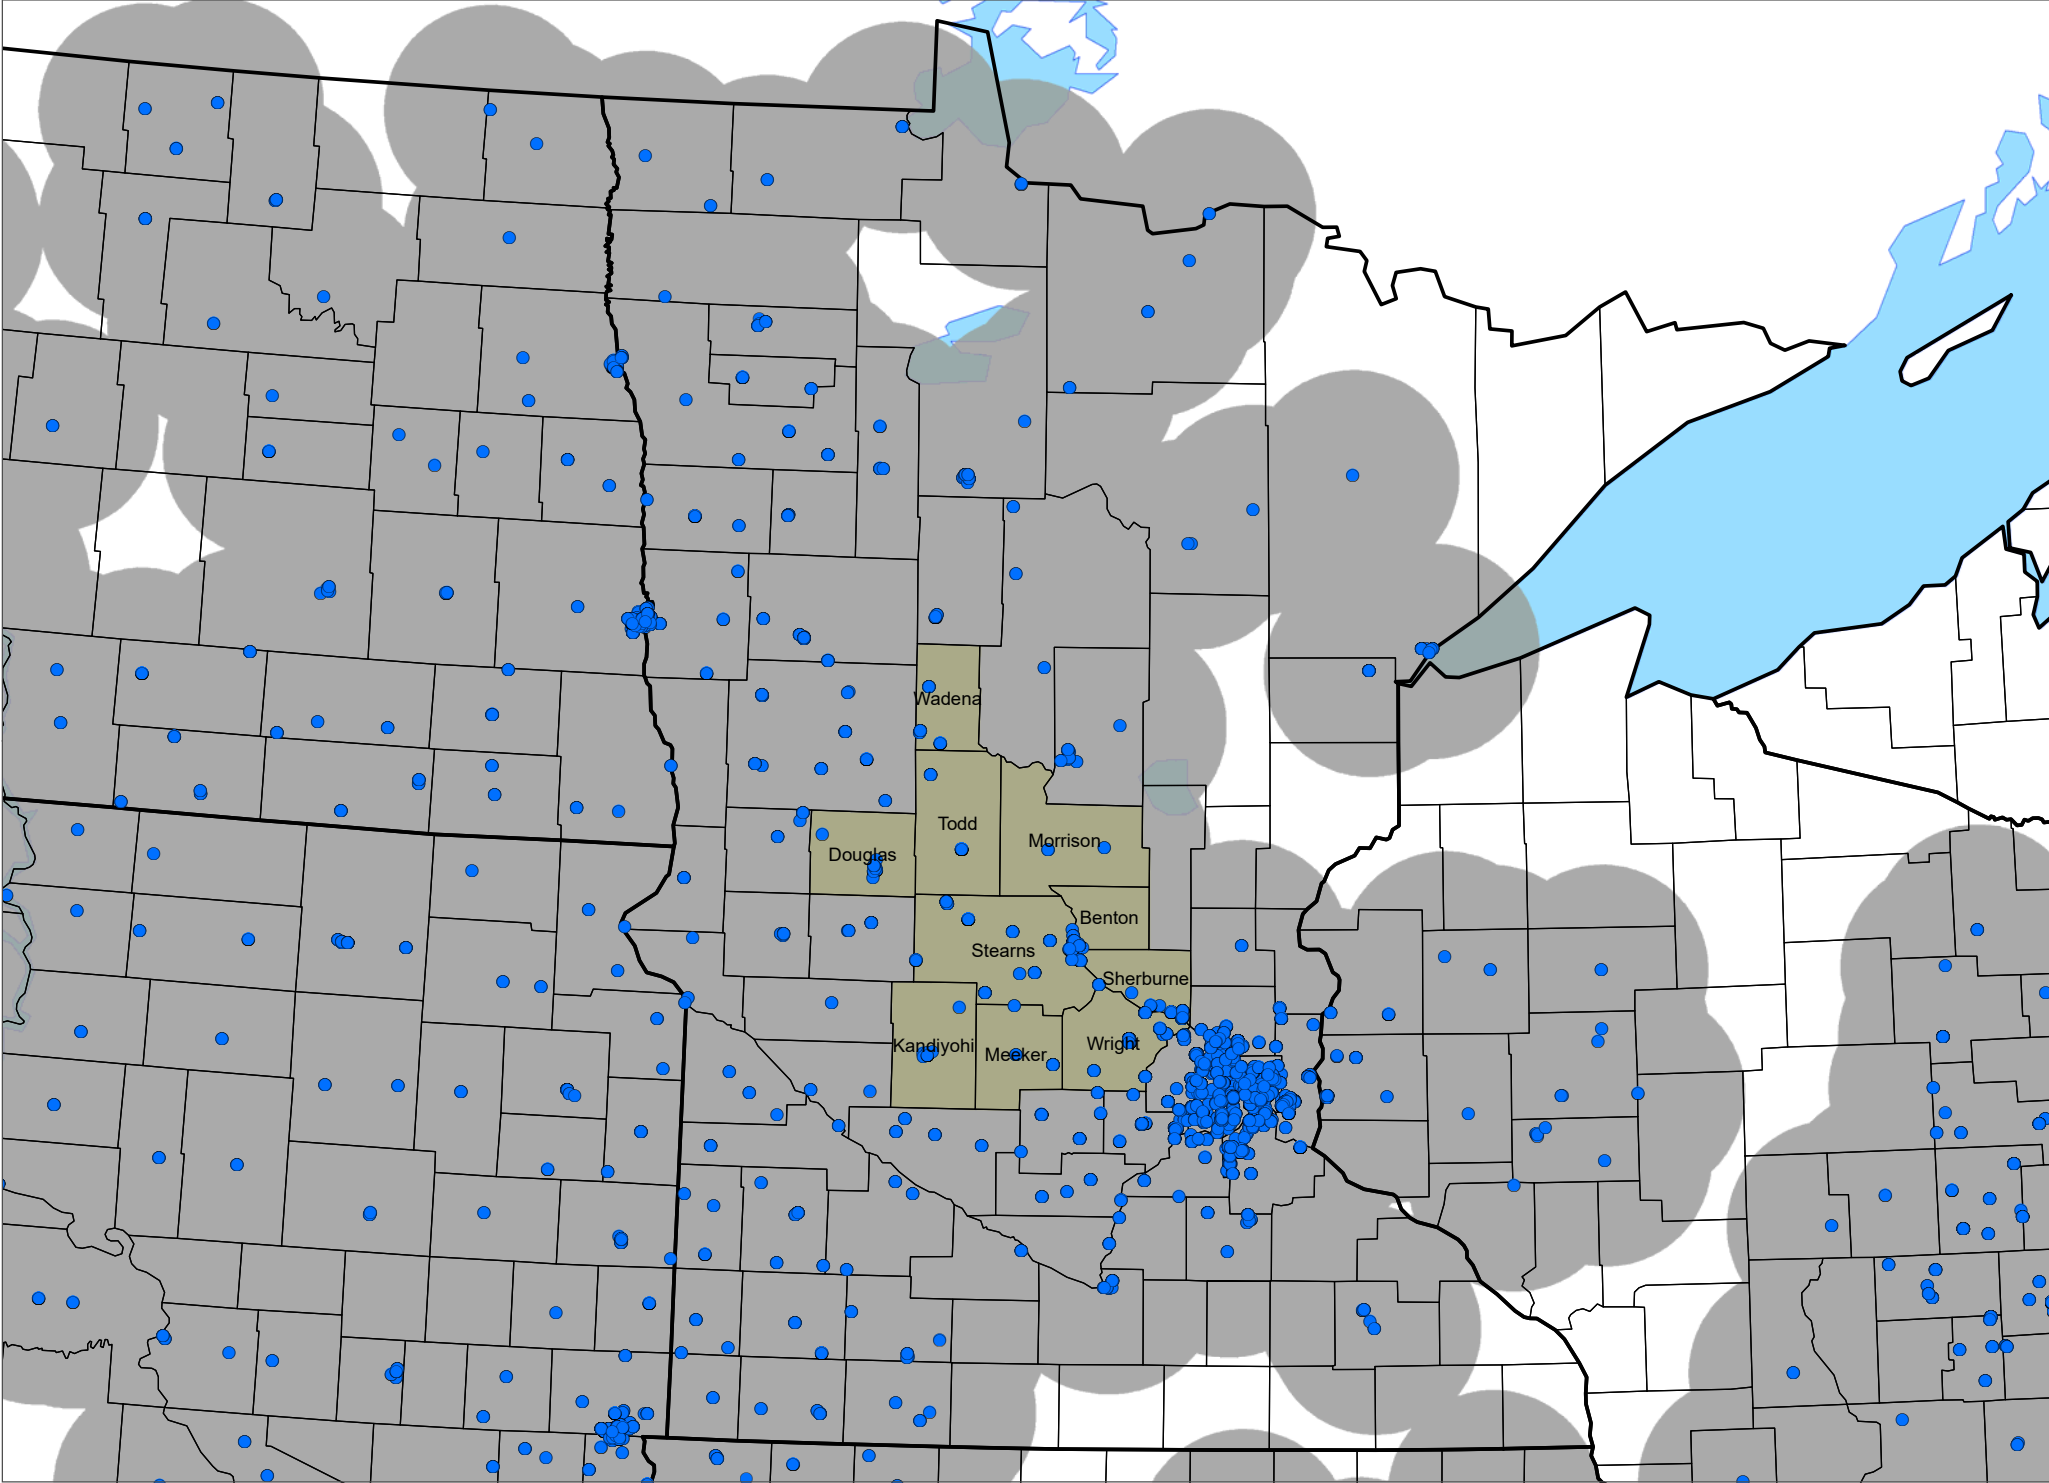 Wadena
Todd
Morrison
Douglas
Benton
Stearns
Sherburne
Kandiyohi
Meeker
Wright